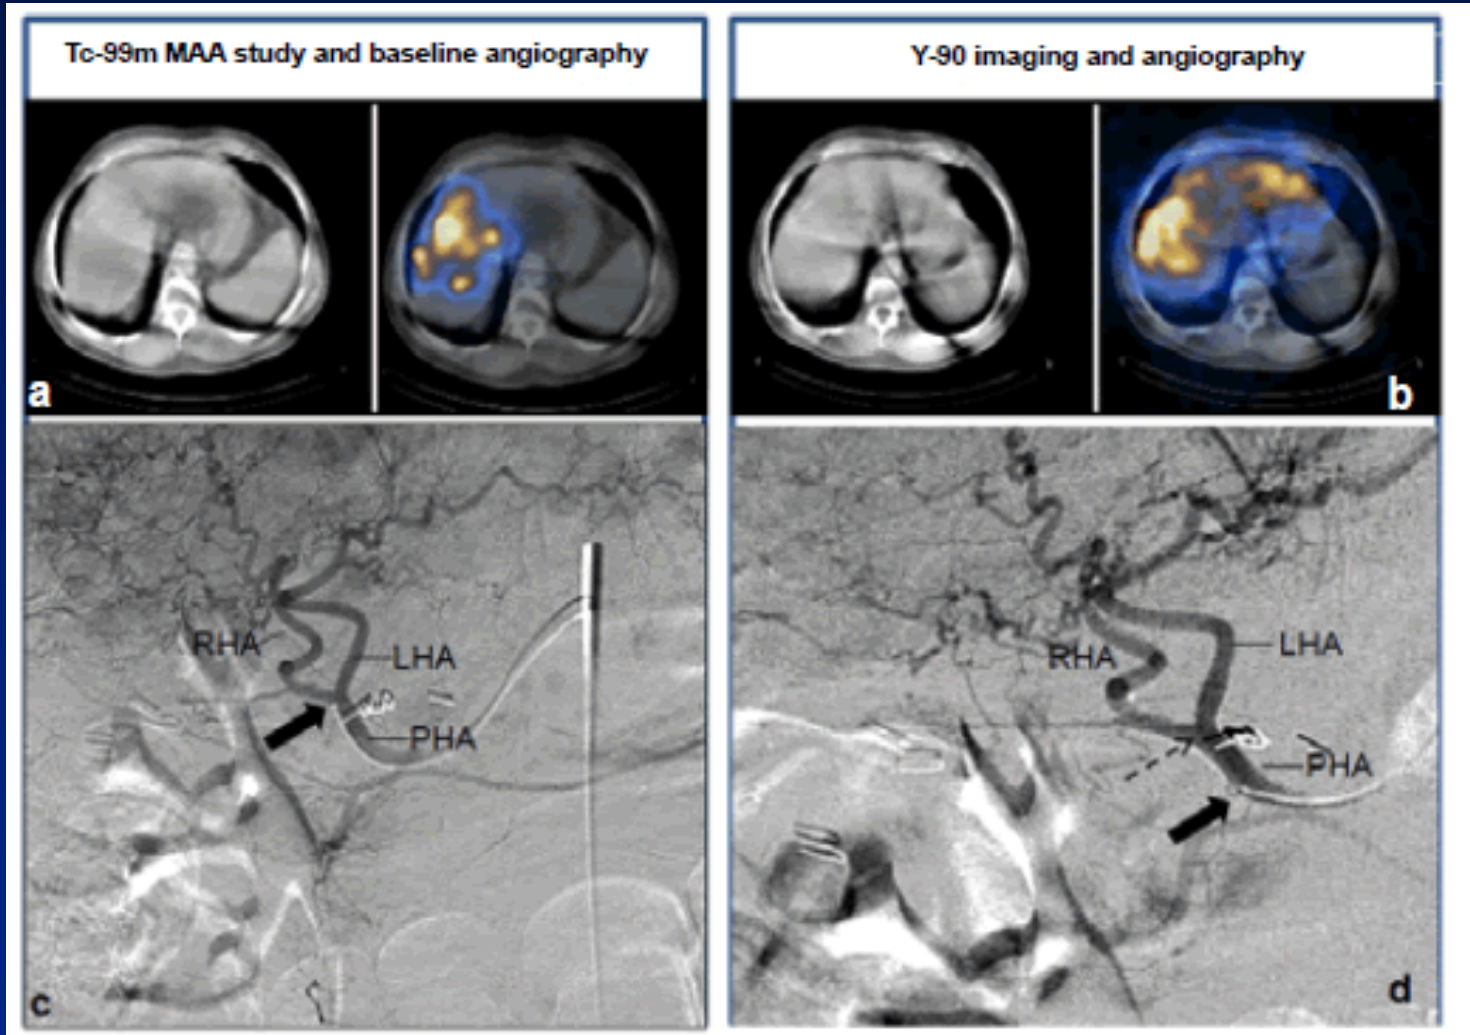 Tc-99m MAA study and baseline angiography
Y-90 imaging and angiography
a
b
RHA
LHA
PHA
c
RHA
LHA
PHA
d